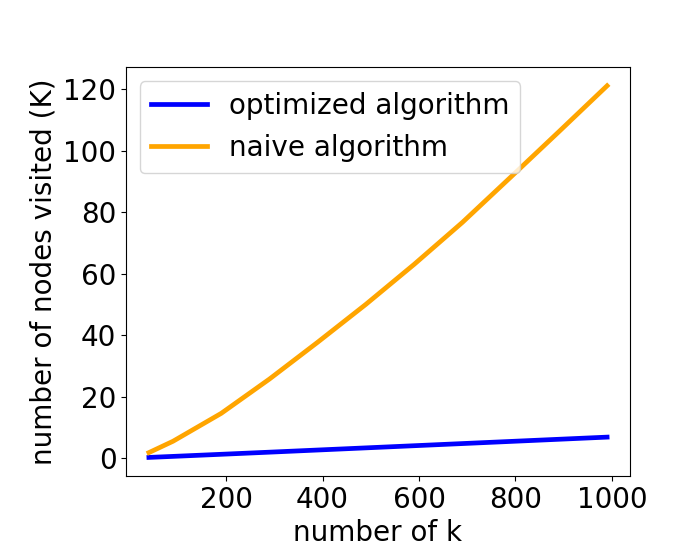 optimized algorithm
naive algorithm
number of nodes visited (K)
120
100
80
60
40
20
0
200 400 600 800 1000
number of k